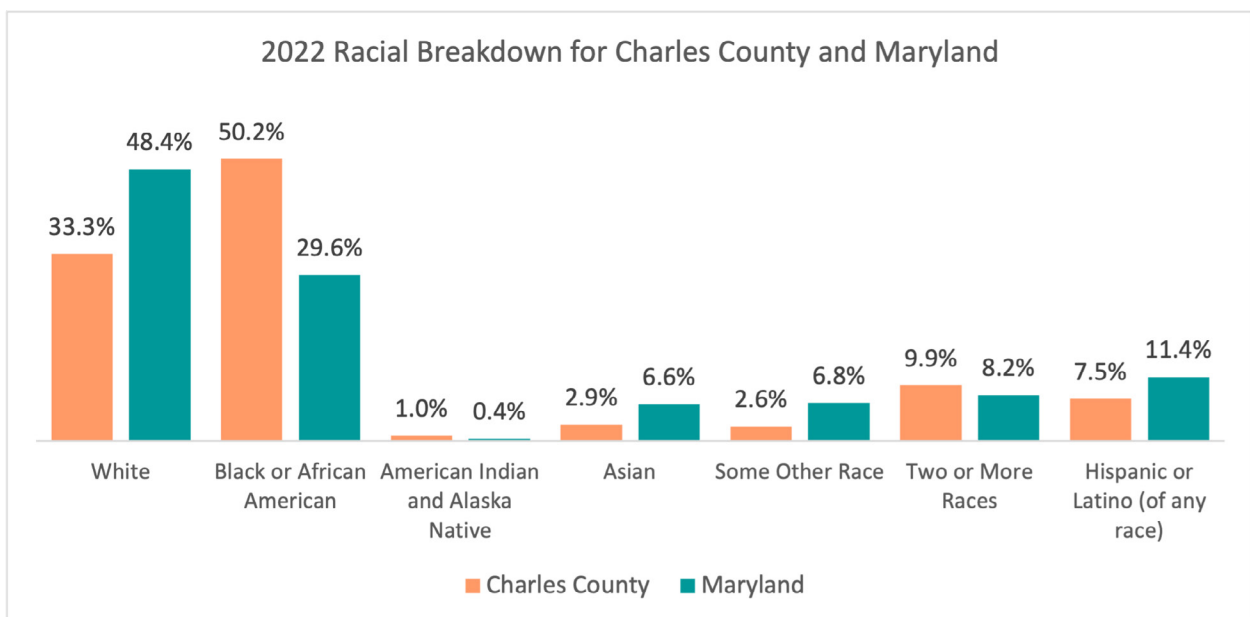 2022 Racial Breakdown for Charles County and Maryland
33.3%
48.4%
50.2%
29.6%
1.0%
0.4%
2.9%
6.6%
2.6%
6.8%
9.9%
8.2%
7.5%
11.4%
White
Black or African
American
American Indian
and Alaska
Native
Asian
Some Other Race
Two or More
Races
Hispanic or
Latino (of any
race)
Charles County
Maryland